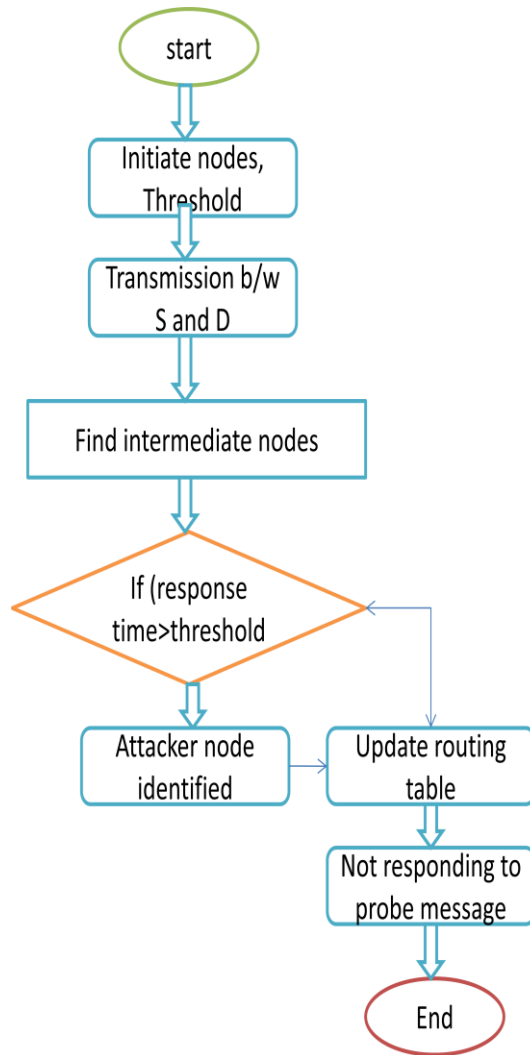 start
Initiate nodes,
Threshold
Transmission b/w
S and D
Find intermediate nodes
If (response
time>threshold
Attacker node
identified
Update routing
table
Not responding to
probe message
End